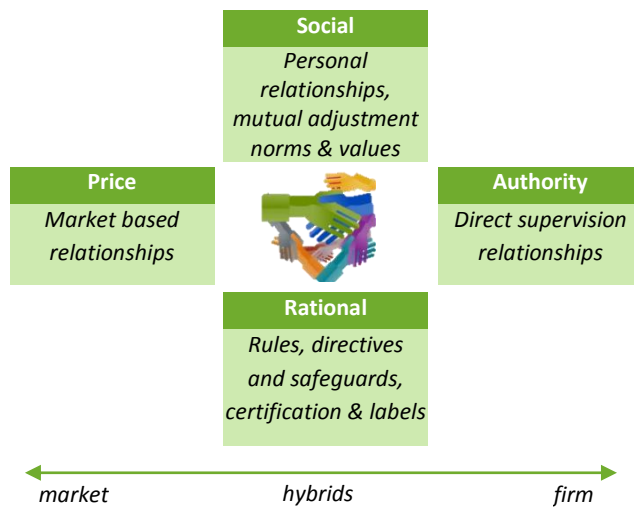 Social
Personal
relationships,
mutual adjustment
norms & values
Price
Market based
relationships
Authority
Direct supervision
relationships
Rational
Rules, directives
and safeguards,
certification & labels
market
hybrids
firm